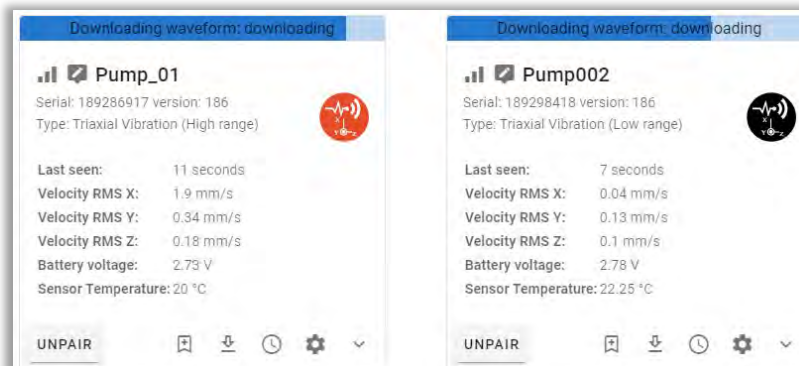 Downloading waveform: downloading
Pump_01
Serial: 189286917 version: 186
Type: Triaxial Vibration (High range)
X
Y Z
Last seen: 11 seconds
Velocity RMS X: 1.9 mm/s
Velocity RMS Y: 0.34 mm/s
Velocity RMS Z: 0.18 mm/s
Battery voltage: 2.73 V
Sensor Temperature: 20 °C
UNPAIR
Downloading waveform: downloading
Pump002
Serial: 189298418 version: 186
Type: Triaxial Vibration (Low range)
X
Y Z
Last seen: 7 seconds
Velocity RMS X: 0.04 mm/s
Velocity RMS Y: 0.13 mm/s
Velocity RMS Z: 0.1 mm/s
Battery voltage: 2.78 V
Sensor Temperature: 22.25 °C
UNPAIR